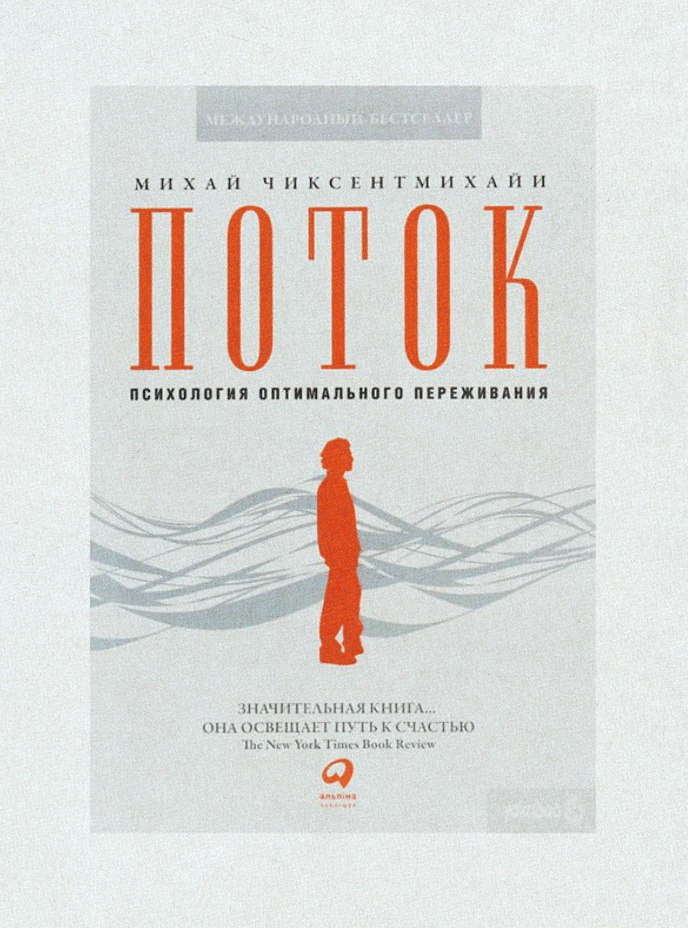 МЕЖДУНАРОДНЫЙ БЕСТСЕЛЛЕР
МИХАЙ ЧИКСЕНТМИХАЙИ
ПОТОК
ПСИХОЛОГИЯ ОПТИМАЛЬНОГО ПЕРЕЖИВАНИЯ
ЗНАЧИТЕЛЬНАЯ КНИГА...
ОНА ОСВЕЩАЕТ ПУТЬ К СЧАСТЬЮ
The New York Times Book Review